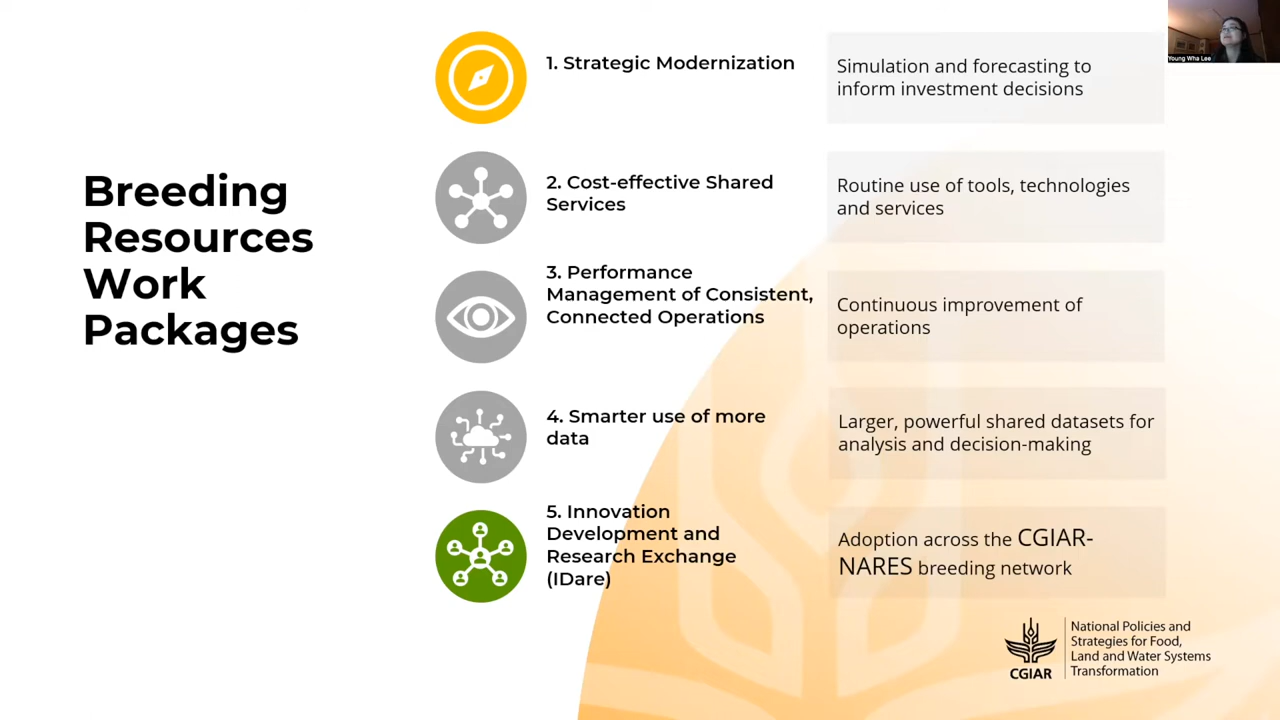 Breeding
Resources
Work
Packages
1. Strategic Modernization
Simulation and forecasting to
inform investment decisions
2. Cost-effective Shared
Services
Routine use of tools, technologies
and services
3. Performance
Management of Consistent,
Connected Operations
Continuous improvement of
operations
4. Smarter use of more
data
Larger, powerful shared datasets for
analysis and decision-making
5. Innovation
Development and
Research Exchange
(IDare)
Adoption across the CGIAR-
NARES breeding network
CGIAR
National Policies and
Strategies for Food,
Land and Water Systems
Transformation
Young Wha Lee